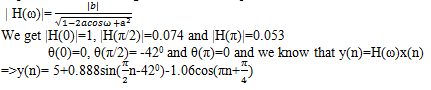 | H(ω)|= |b| / √1−2acosω+a²
We get |H(0)|=1, |H(π/2)|=0.074 and |H(π)|=0.053
θ(0)=0, θ(π/2)= -42⁰ and θ(π)=0 and we know that y(n)=H(ω)x(n)
=>y(n)= 5+0.888sin(π/2 n-42⁰)-1.06cos(πn+π/4)